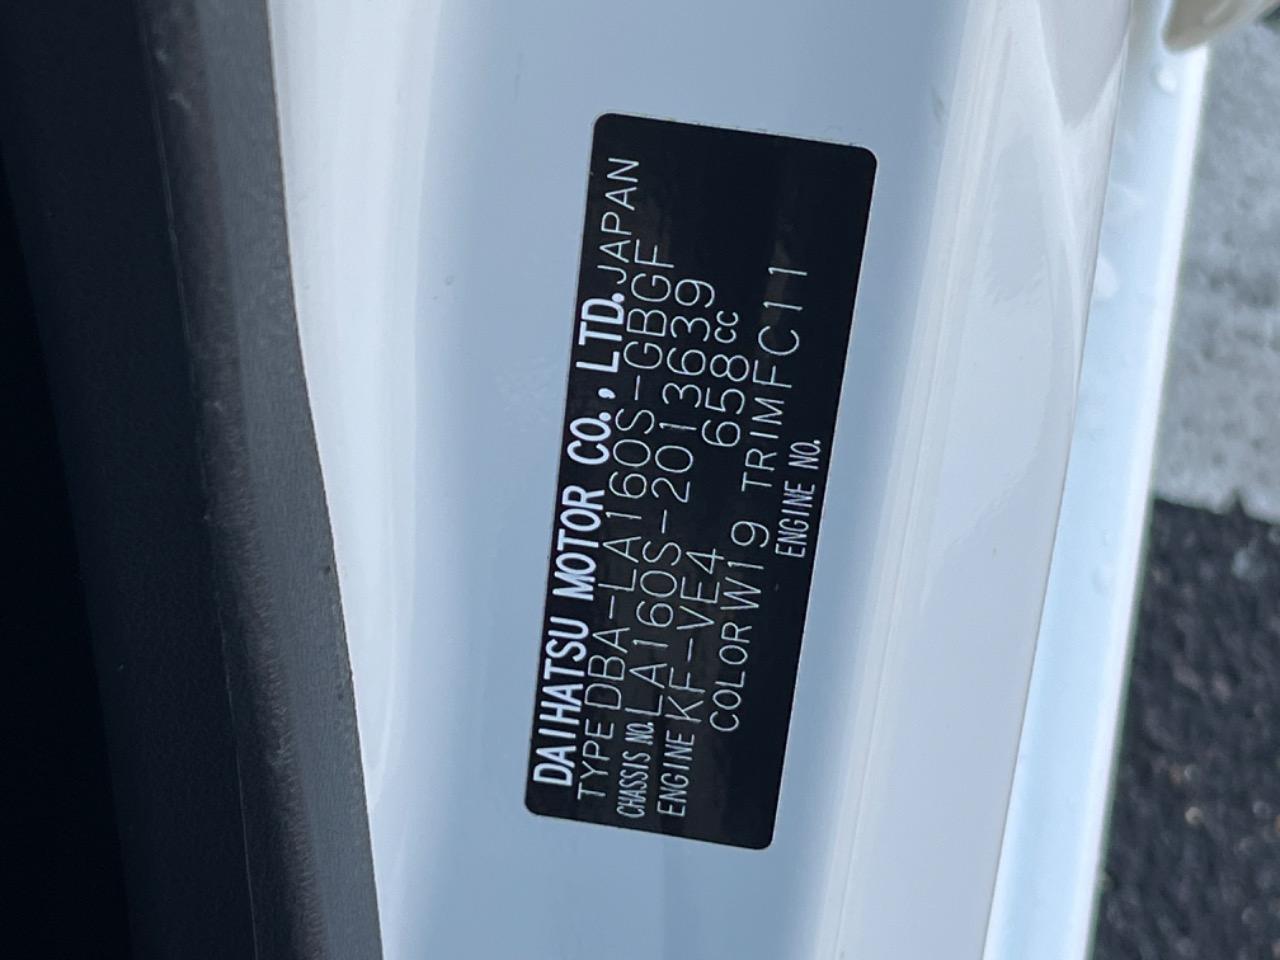 DAIHATSU MOTOR CO., LTD. JAPAN
TYPE DBA-LA160S-GBGF
CHASSIS NO. LA160S-2013639
ENGINE KF-VE4 658cc
COLOR W19 TRIM FC11
ENGINE NO.